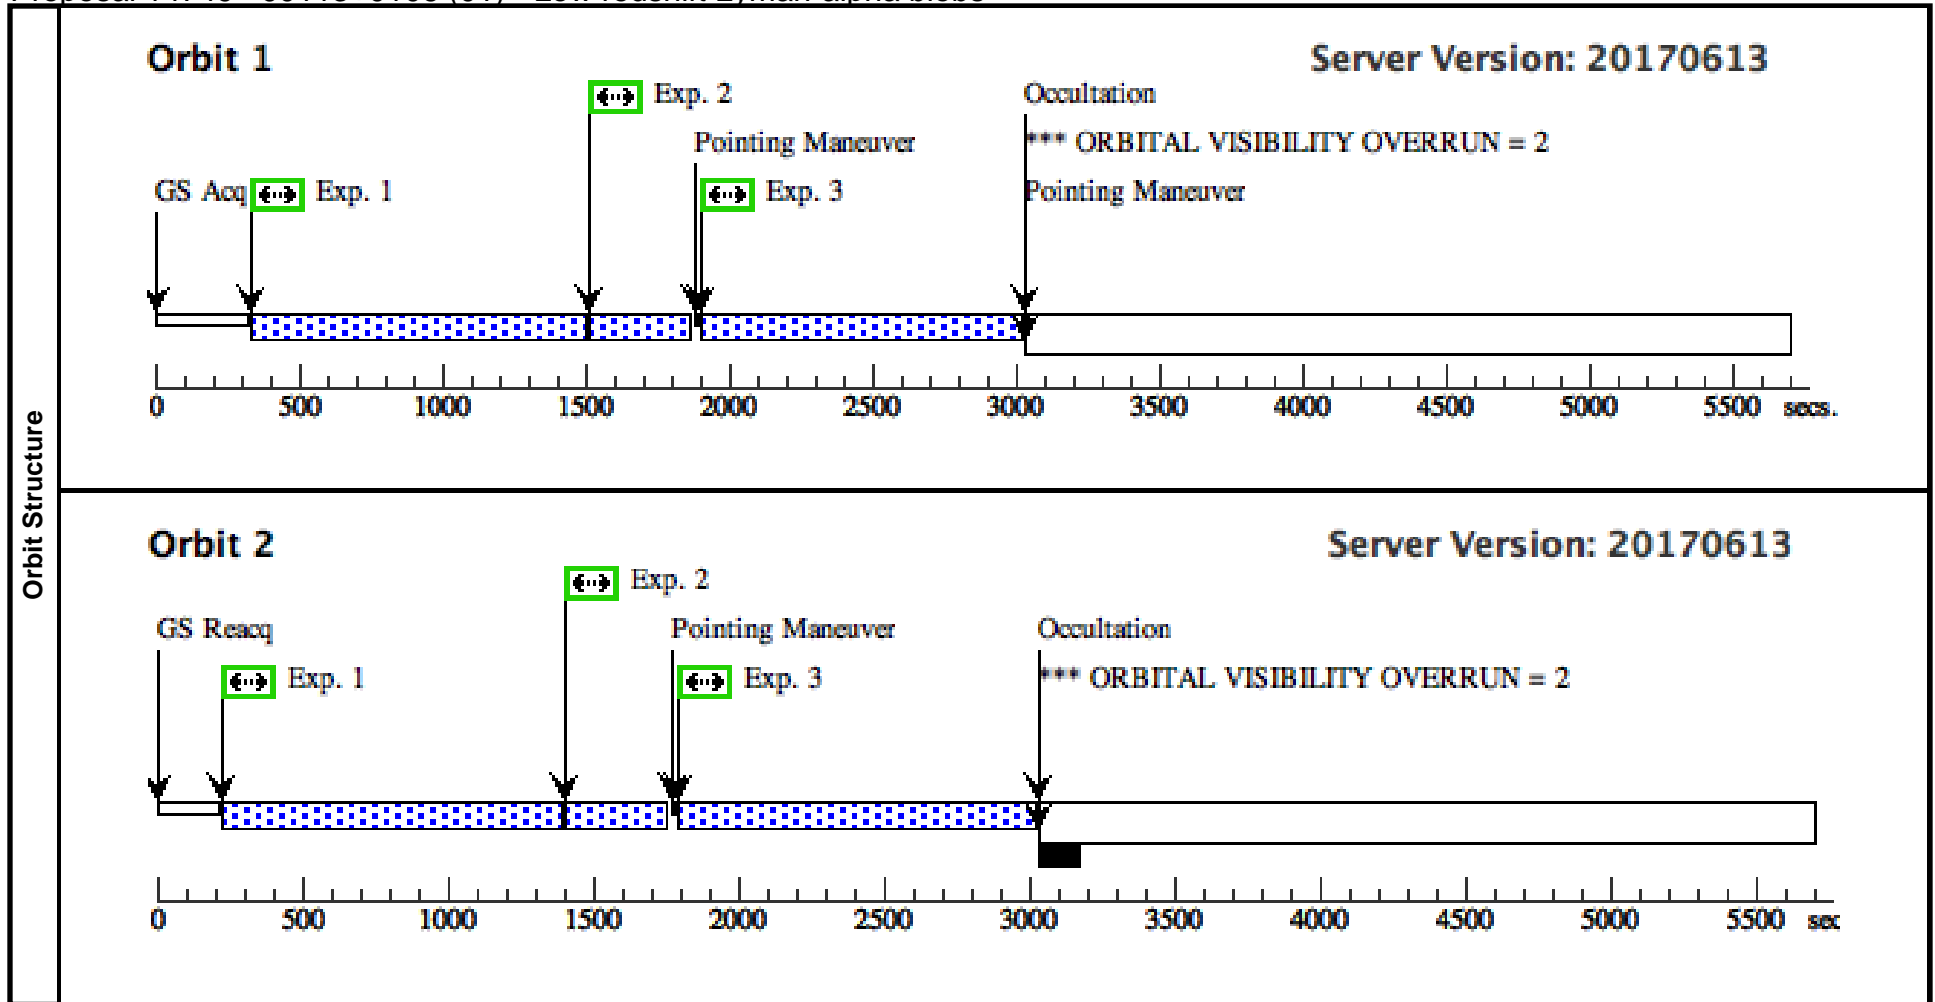 Orbit Structure
Orbit 1
Server Version: 20170613
Exp. 2
Occultation
Pointing Maneuver
*** ORBITAL VISIBILITY OVERRUN = 2
GS Acq
Exp. 1
Exp. 3
Pointing Maneuver
0 500 1000 1500 2000 2500 3000 3500 4000 4500 5000 5500 secs.
Orbit 2
Server Version: 20170613
Exp. 2
GS Reacq
Pointing Maneuver
Occultation
Exp. 1
Exp. 3
*** ORBITAL VISIBILITY OVERRUN = 2
0 500 1000 1500 2000 2500 3000 3500 4000 4500 5000 5500 sec